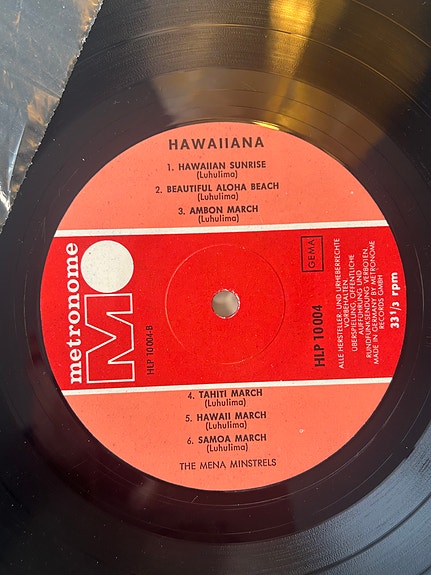 HAWAIIANA
1. HAWAIIAN SUNRISE
(Luhulima)
2. BEAUTIFUL ALOHA BEACH
(Luhulima)
3. AMBON MARCH
(Luhulima)
metronome
HLP 10004-B
GEMA
HLP 10004
ALLE HERSTELLER- UND URHEBERRECHTE
VORBEHALTEN.
ÜBERSPIELUNG, ÖFFENTLICHE
AUFFÜHRUNG UND
RUNDFUNKSENDUNG VERBOTEN.
MADE IN GERMANY BY METRONOME
RECORDS GMBH
33 1/3 rpm
4. TAHITI MARCH
(Luhulima)
5. HAWAII MARCH
(Luhulima)
6. SAMOA MARCH
(Luhulima)
THE MENA MINSTRELS